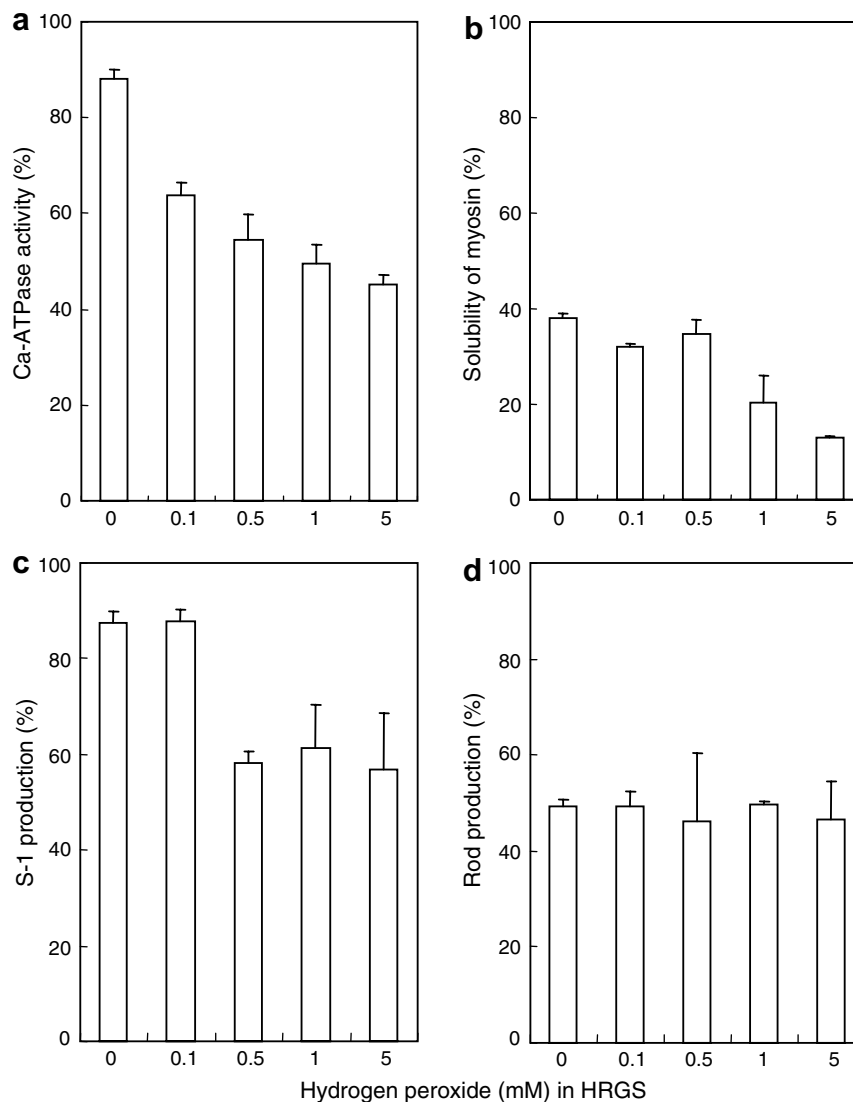 a
100
80
60
40
20
0
Ca-ATPase activity (%)
0 0.1 0.5 1 5
b
100
80
60
40
20
0
Solubility of myosin (%)
0 0.1 0.5 1 5
c
100
80
60
40
20
0
S-1 production (%)
0 0.1 0.5 1 5
d
100
80
60
40
20
0
Rod production (%)
0 0.1 0.5 1 5
Hydrogen peroxide (mM) in HRGS